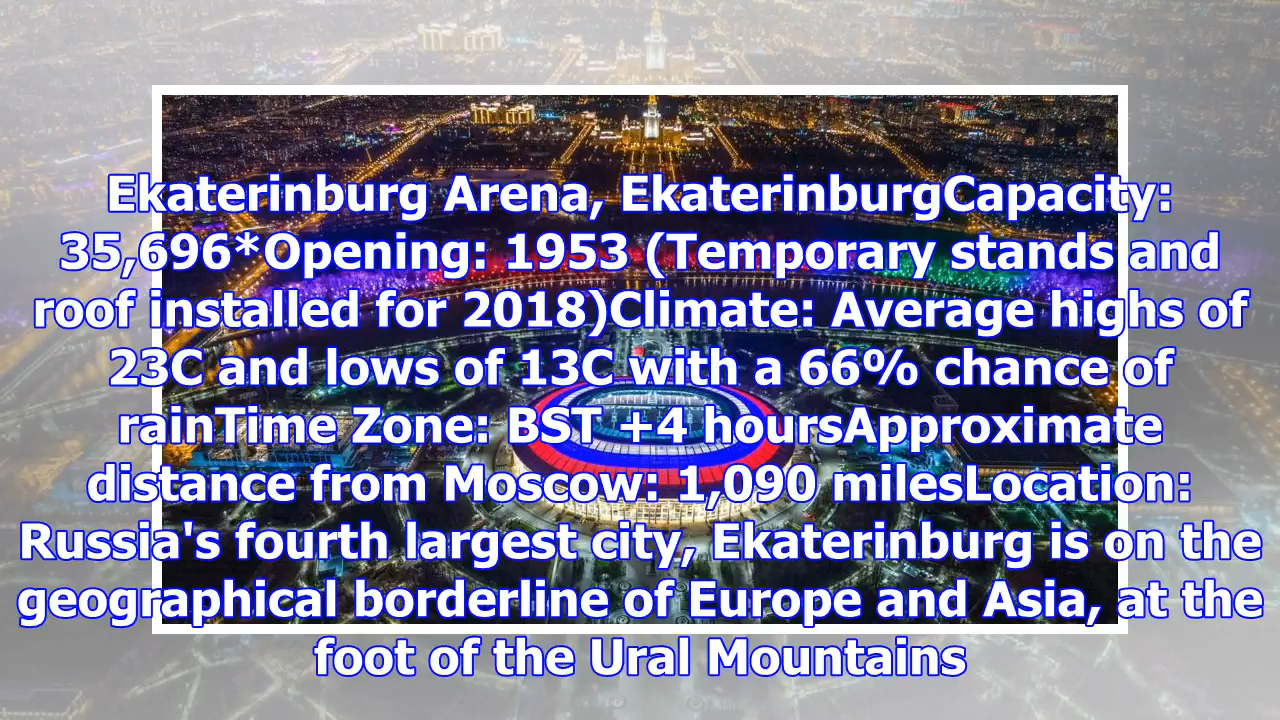 Ekaterinburg Arena, EkaterinburgCapacity:
35,696*Opening: 1953 (Temporary stands and
roof installed for 2018)Climate: Average highs of
23C and lows of 13C with a 66% chance of
rainTime Zone: BST +4 hoursApproximate
distance from Moscow: 1,090 milesLocation:
Russia's fourth largest city, Ekaterinburg is on the
geographical borderline of Europe and Asia, at the
foot of the Ural Mountains